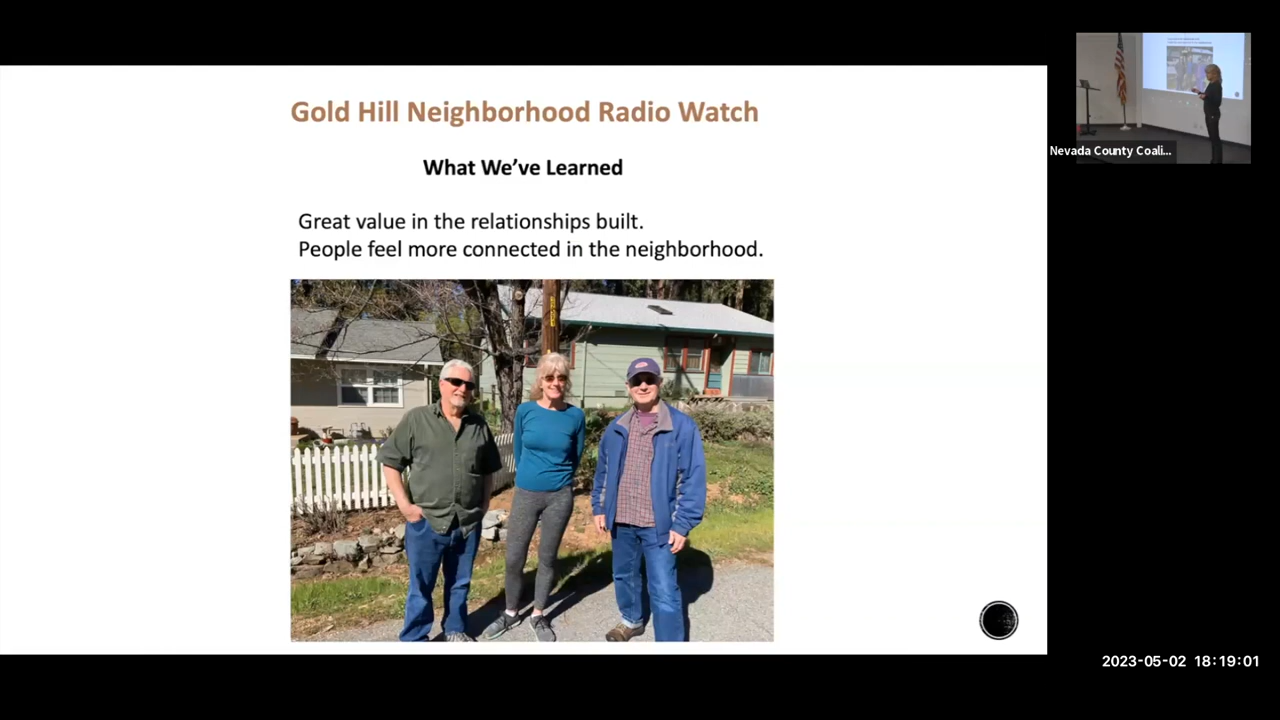 Gold Hill Neighborhood Radio Watch
What We've Learned
Great value in the relationships built.
People feel more connected in the neighborhood.
Nevada County Coali...
2023-05-02 18:19:01